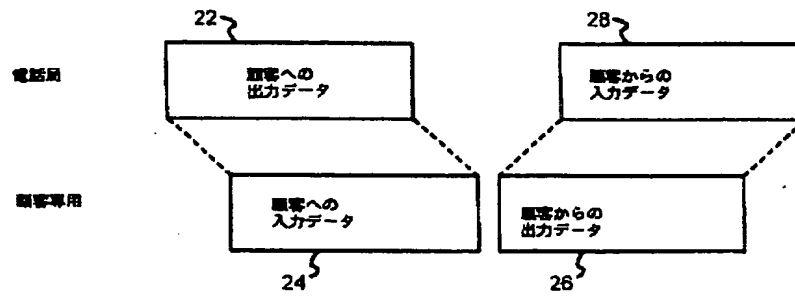 22
28
電話局
顧客への
出力データ
顧客からの
入力データ
顧客専用
顧客への
入力データ
顧客からの
出力データ
24
26